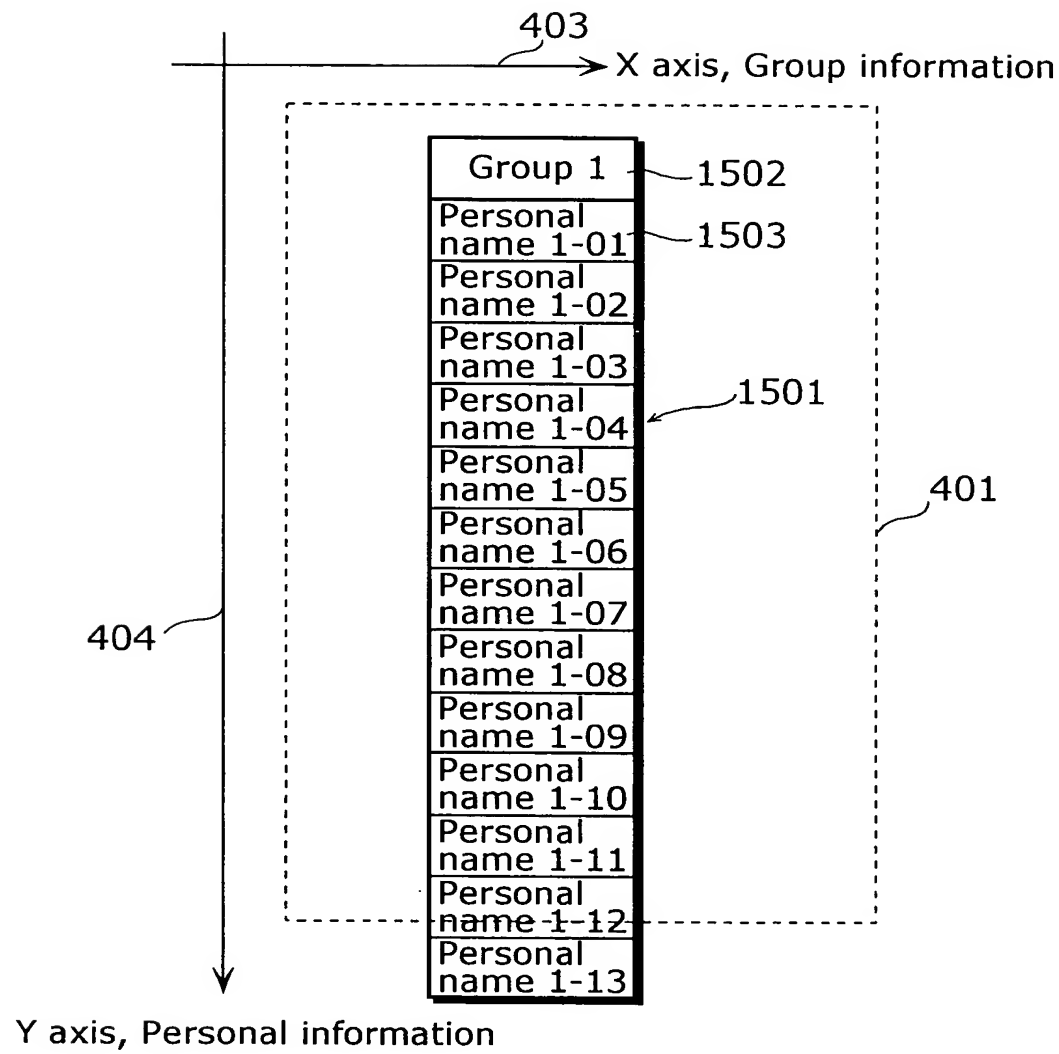 403
X axis, Group information
Group 1
1502
Personal
name 1-01
1503
Personal
name 1-02
Personal
name 1-03
Personal
name 1-04
1501
Personal
name 1-05
401
Personal
name 1-06
Personal
name 1-07
404
Personal
name 1-08
Personal
name 1-09
Personal
name 1-10
Personal
name 1-11
Personal
name 1-12
Personal
name 1-13
Y axis, Personal information